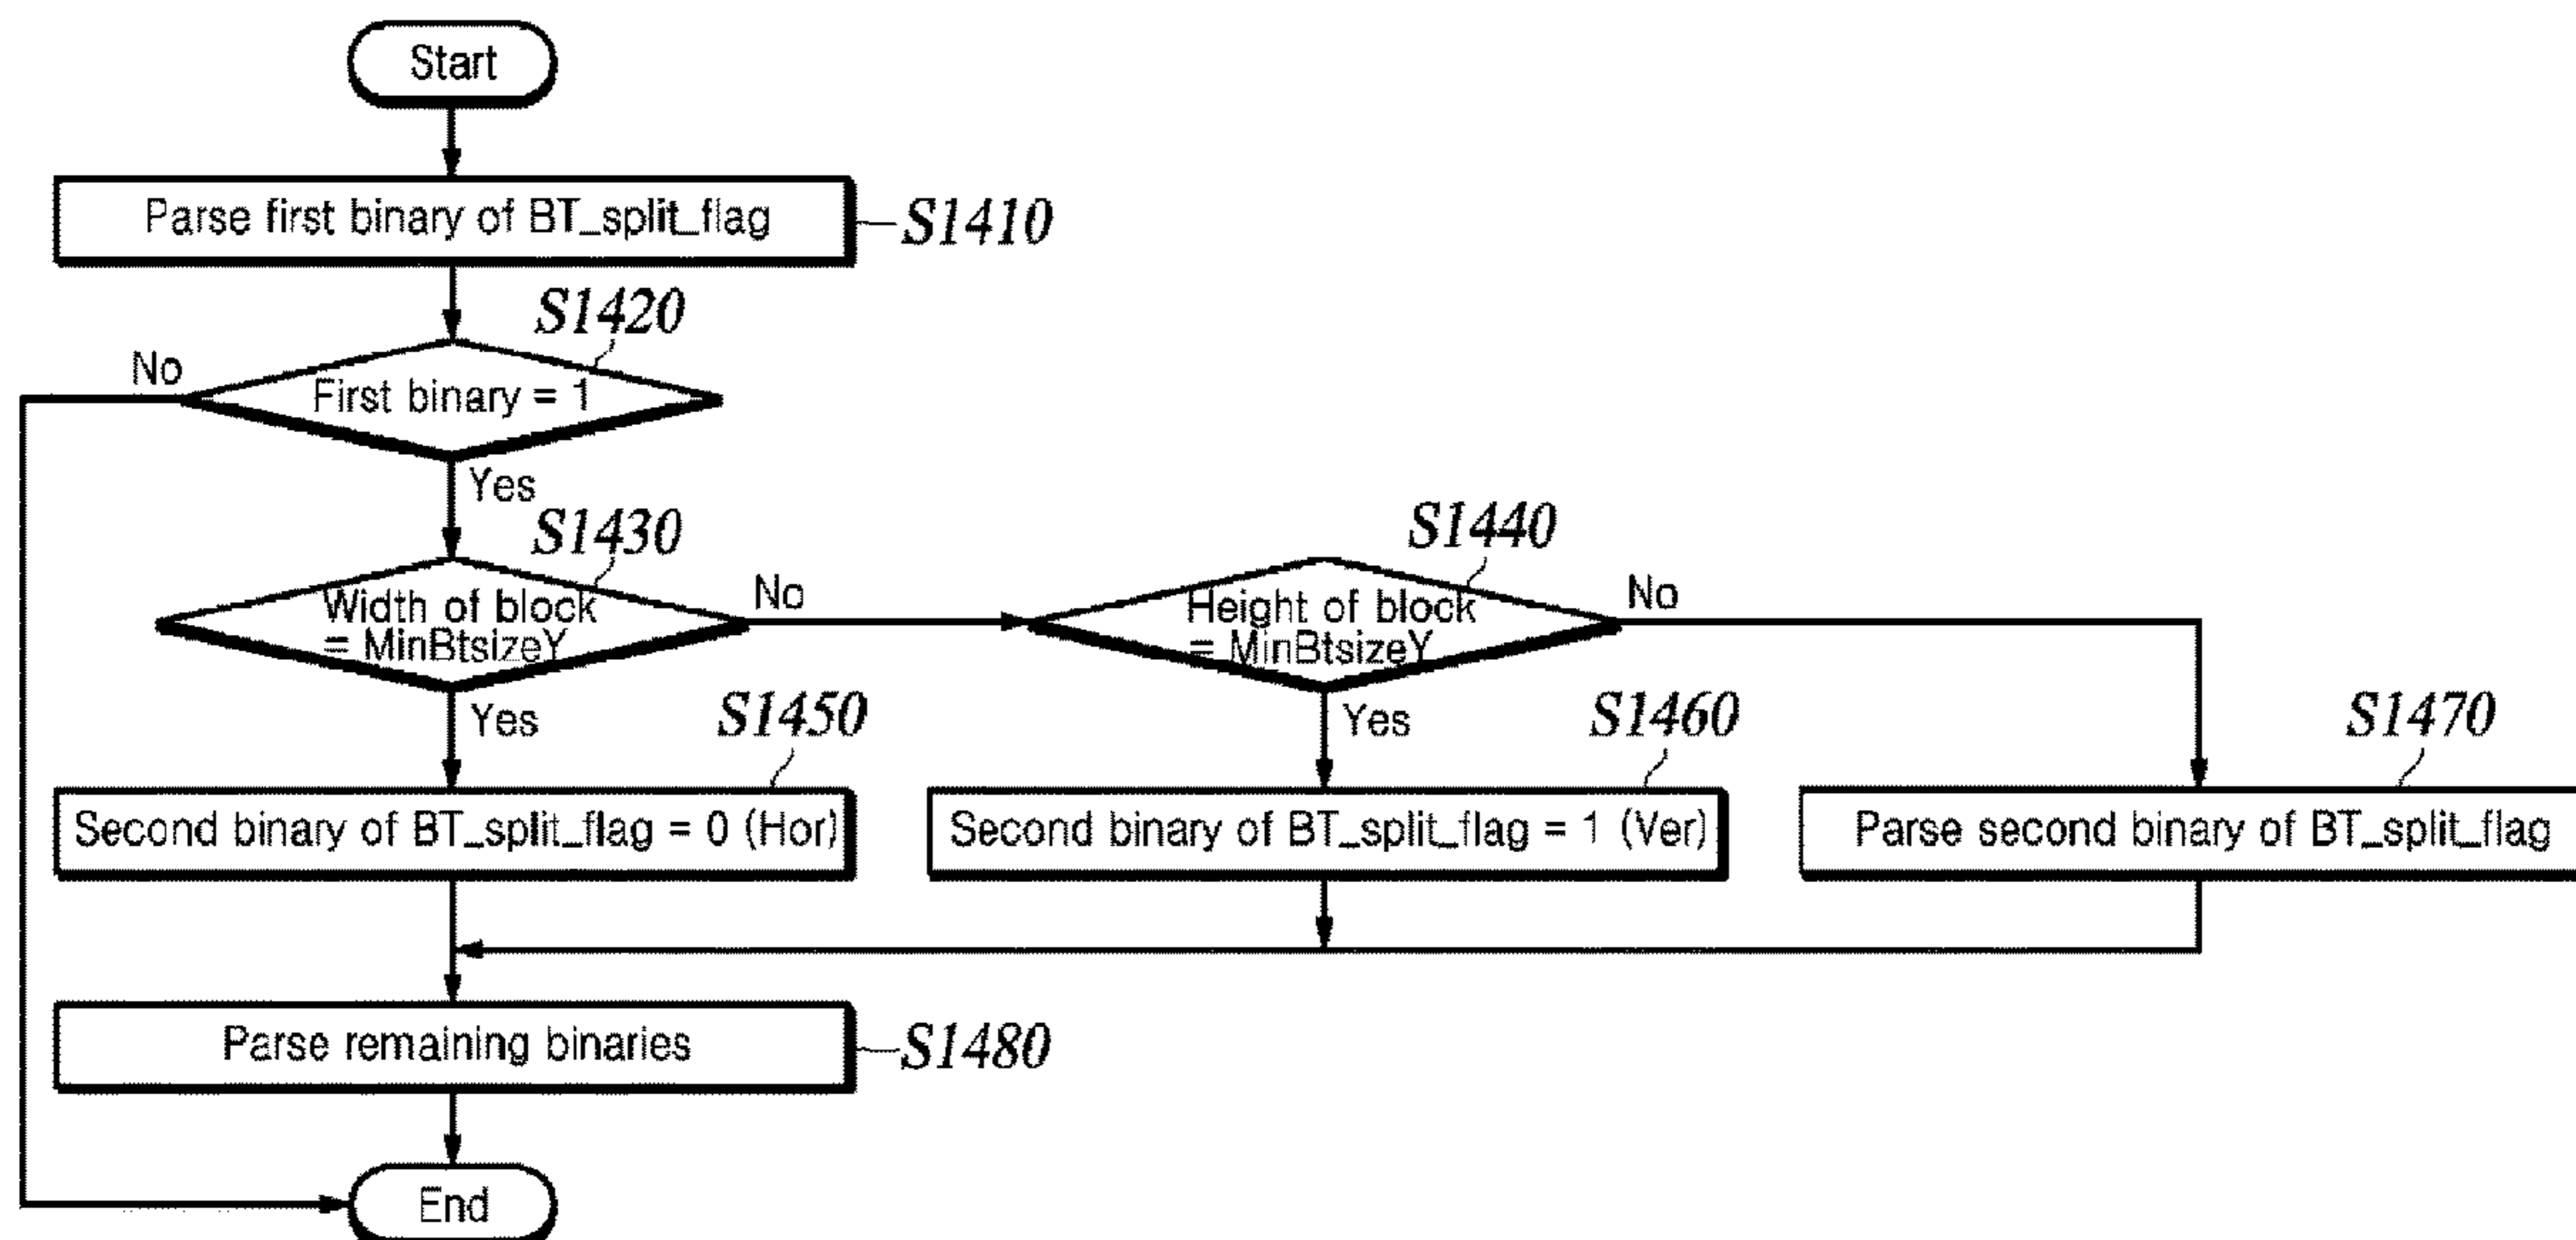 Start
Parse first binary of BT_split_flag
S1410
S1420
No
First binary = 1
Yes
S1430
S1440
Width of block
= MinBtsizeY
No
Height of block
= MinBtsizeY
No
Yes
S1450
Yes
S1460
S1470
Second binary of BT_split_flag = 0 (Hor)
Second binary of BT_split_flag = 1 (Ver)
Parse second binary of BT_split_flag
Parse remaining binaries
S1480
End